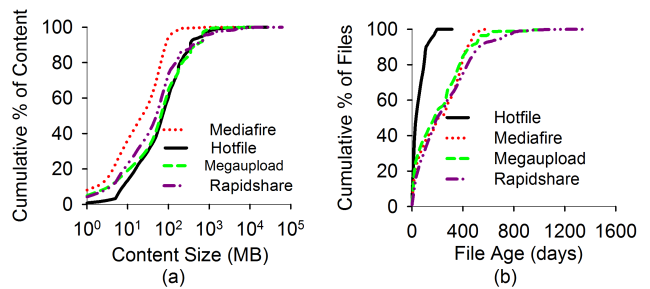 Cumulative % of Content
100
80
60
40
20
0
Mediafire
Hotfile
Megaupload
Rapidshare
10^0 10^1 10^2 10^3 10^4 10^5
Content Size (MB)
(a)
Cumulative % of Files
100
80
60
40
20
0
Hotfile
Mediafire
Megaupload
Rapidshare
0 400 800 1200 1600
File Age (days)
(b)